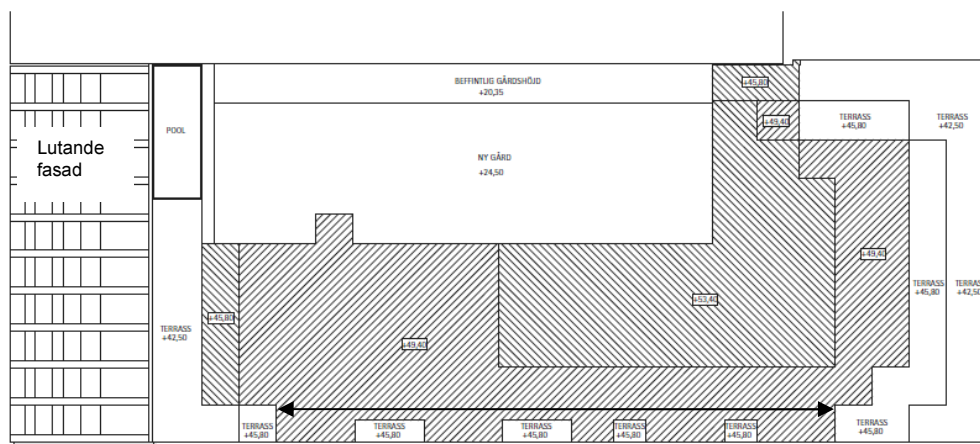 BEFFINTLIG GÅRDSHÖJD
+20,35
+45,80
POOL
+49,40
TERRASS
+45,80
TERRASS
+42,50
Lutande
fasad
NY GÅRD
+24,50
+49,40
TERRASS
+45,80
TERRASS
+42,50
+53,40
+45,80
TERRASS
+42,50
+49,40
TERRASS
+45,80
TERRASS
+45,80
TERRASS
+45,80
TERRASS
+45,80
TERRASS
+45,80
TERRASS
+45,80